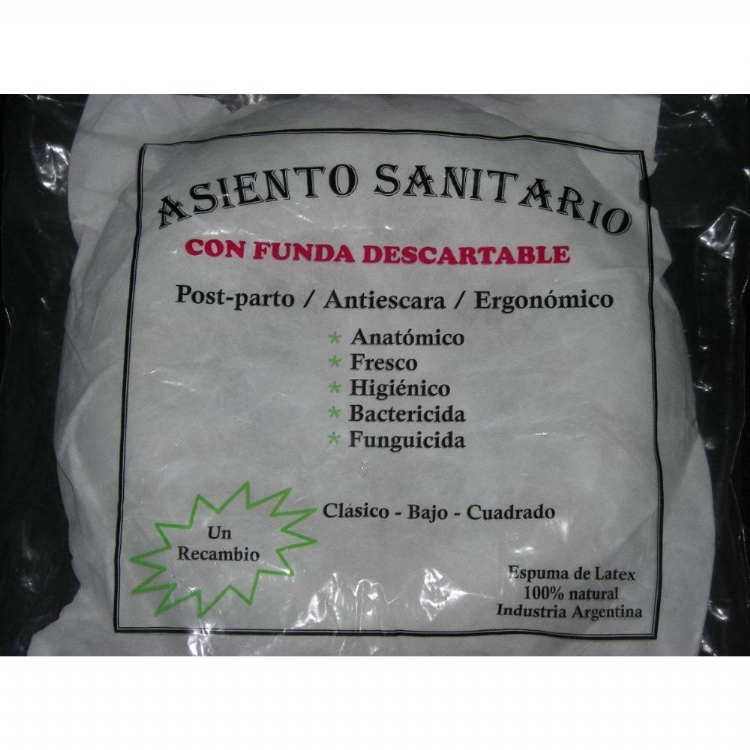 ASIENTO SANITARIO
CON FUNDA DESCARTABLE
Post-parto / Antiescara / Ergonómico
* Anatómico
* Fresco
* Higiénico
* Bactericida
* Funguicida
Clásico - Bajo - Cuadrado
Un
Recambio
Espuma de Latex
100% natural
Industria Argentina